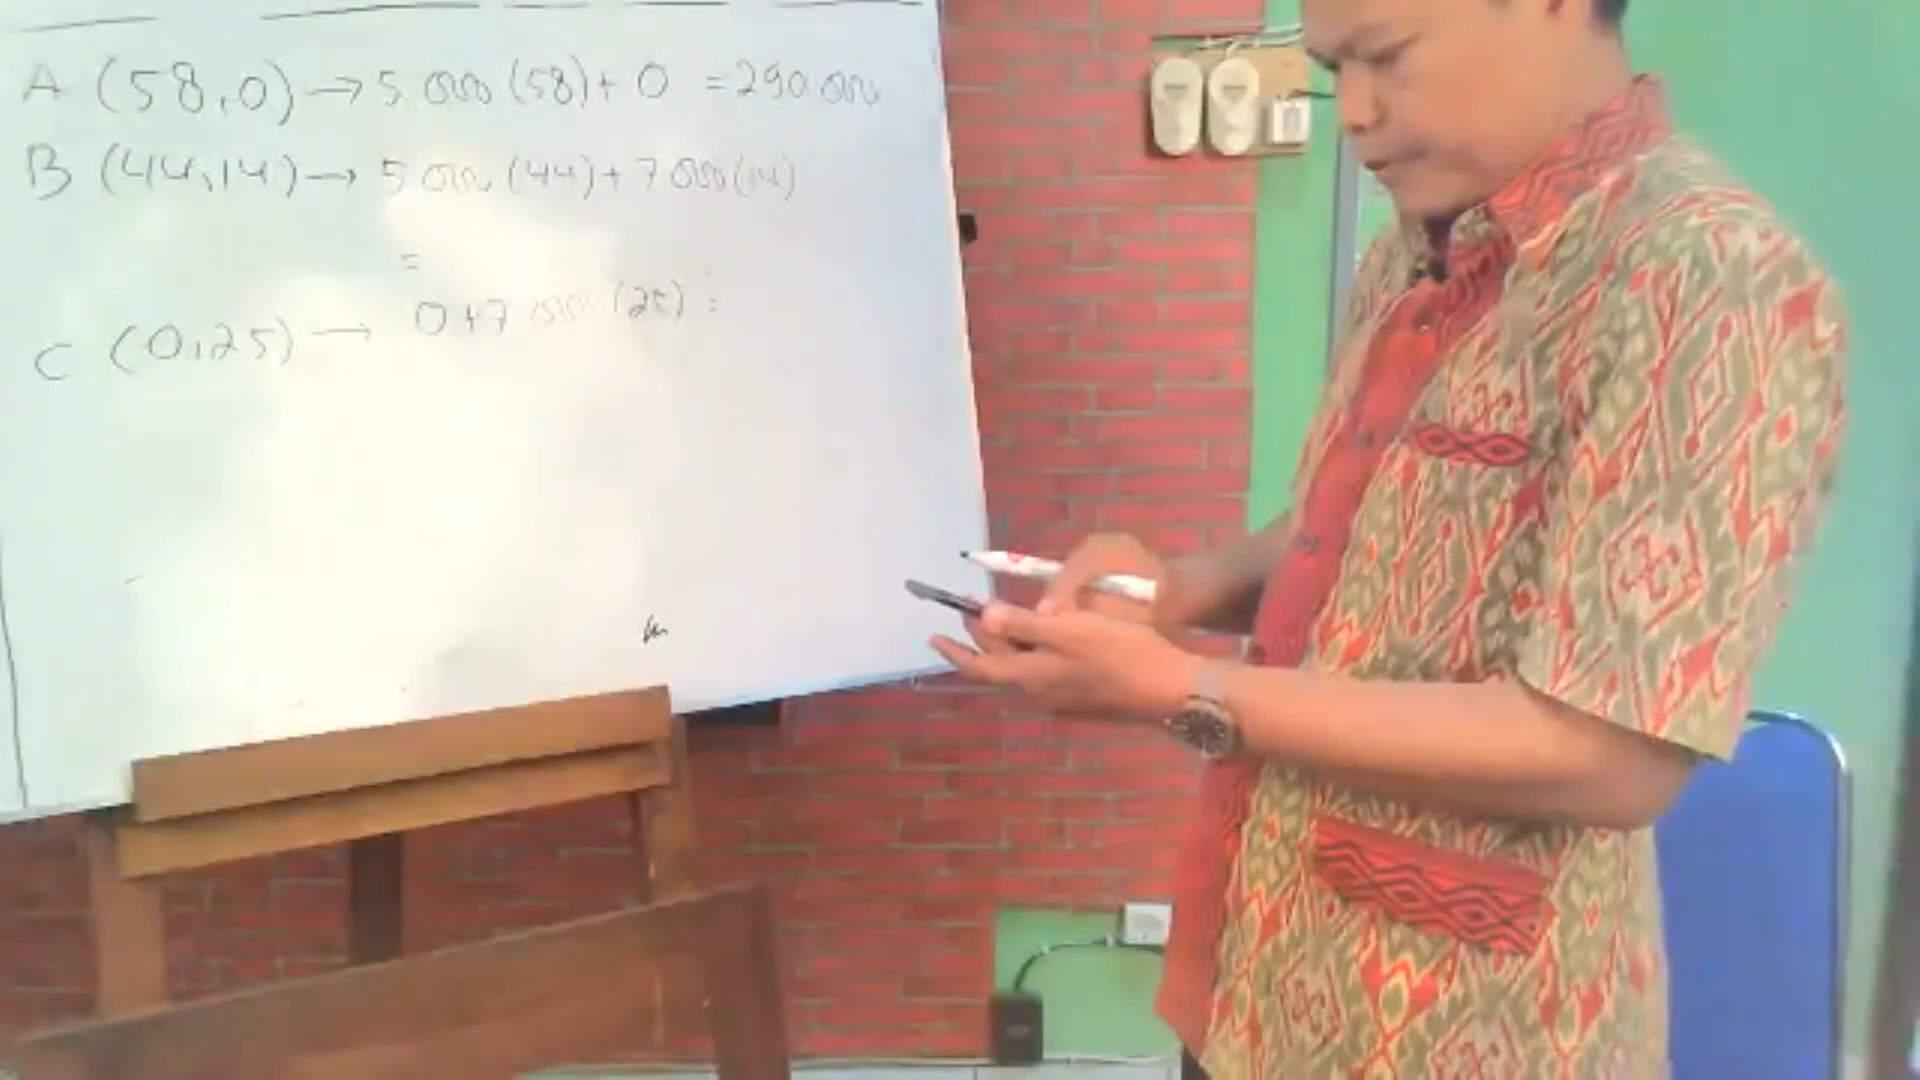 A (58,0) → 5.000 (58) + 0 = 290.000
B (44,14) → 5.000 (44) + 7.000 (14)
=
C (0,25) → 0 + 7.000 (25) =